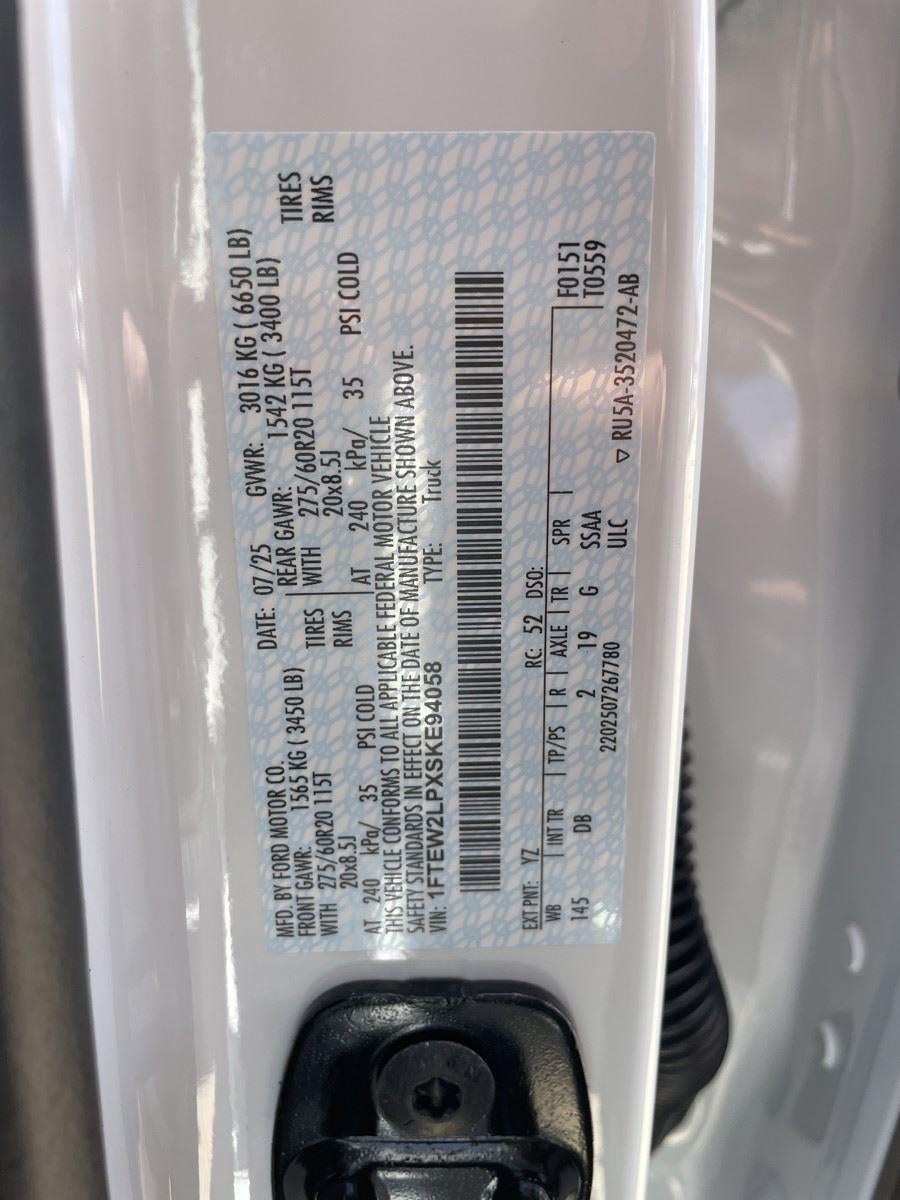 MFD. BY FORD MOTOR CO. DATE: 07/25 GVWR: 3016 KG ( 6650 LB)
FRONT GAWR: 1565 KG ( 3450 LB) REAR GAWR: 1542 KG ( 3400 LB)
WITH 275/60R20 115T TIRES WITH 275/60R20 115T TIRES
20x8.5J RIMS 20x8.5J RIMS
AT 240 kPa/ 35 PSI COLD AT 240 kPa/ 35 PSI COLD
THIS VEHICLE CONFORMS TO ALL APPLICABLE FEDERAL MOTOR VEHICLE
SAFETY STANDARDS IN EFFECT ON THE DATE OF MANUFACTURE SHOWN ABOVE.
VIN: 1FTEW2LPXSKE94058 TYPE: Truck
EXT PNT: YZ RC: 52 DSO:
WB INT TR TP/PS R AXLE TR SPR F0151
145 DB 2 19 G SSAA T0559
2202507267780 ULC
▽ RU5A-3520472-AB